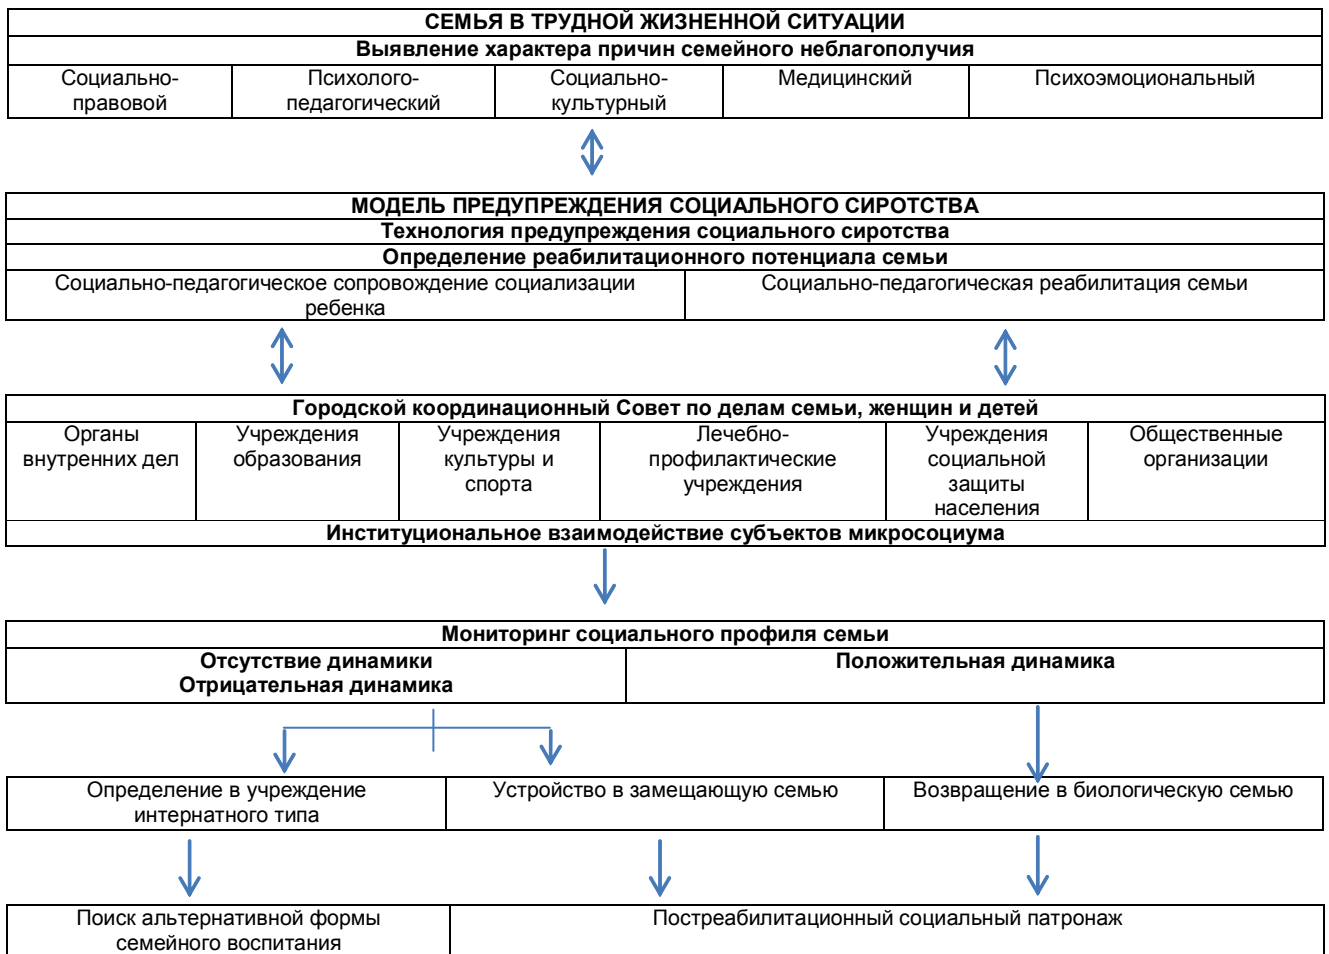 СЕМЬЯ В ТРУДНОЙ ЖИЗНЕННОЙ СИТУАЦИИ
Выявление характера причин семейного неблагополучия
Социально-
правовой
Психолого-
педагогический
Социально-
культурный
Медицинский
Психоэмоциональный
МОДЕЛЬ ПРЕДУПРЕЖДЕНИЯ СОЦИАЛЬНОГО СИРОТСТВА
Технология предупреждения социального сиротства
Определение реабилитационного потенциала семьи
Социально-педагогическое сопровождение социализации
ребенка
Социально-педагогическая реабилитация семьи
Городской координационный Совет по делам семьи, женщин и детей
Органы
внутренних дел
Учреждения
образования
Учреждения
культуры и
спорта
Лечебно-
профилактические
учреждения
Учреждения
социальной
защиты
населения
Общественные
организации
Институциональное взаимодействие субъектов микросоциума
Мониторинг социального профиля семьи
Отсутствие динамики
Отрицательная динамика
Положительная динамика
Определение в учреждение
интернатного типа
Устройство в замещающую семью
Возвращение в биологическую семью
Поиск альтернативной формы
семейного воспитания
Постреабилитационный социальный патронаж